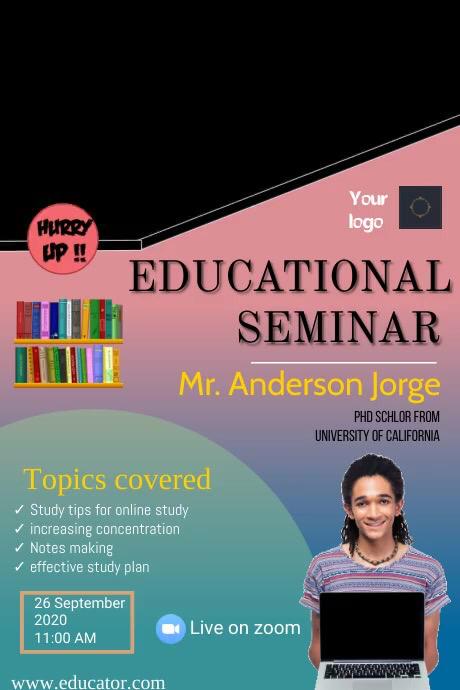 Your
logo
HURRY
UP !!
EDUCATIONAL
SEMINAR
Mr. Anderson Jorge
PHD SCHLOR FROM
UNIVERSITY OF CALIFORNIA
Topics covered
✓ Study tips for online study
✓ increasing concentration
✓ Notes making
✓ effective study plan
26 September
2020
11:00 AM
Live on zoom
www.educator.com